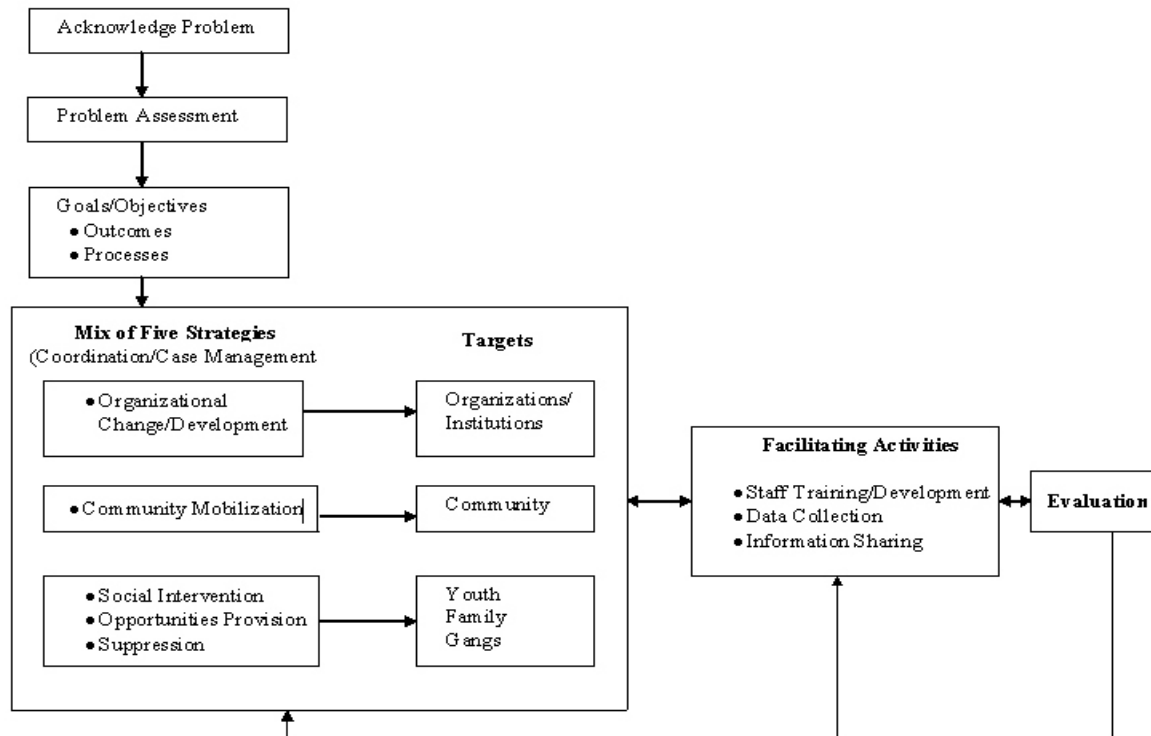 Acknowledge Problem
Problem Assessment
Goals/Objectives
● Outcomes
● Processes
Mix of Five Strategies
(Coordination/Case Management
Targets
● Organizational
Change/Development
Organizations/
Institutions
● Community Mobilization
Community
● Social Intervention
● Opportunities Provision
● Suppression
Youth
Family
Gangs
Facilitating Activities
● Staff Training/Development
● Data Collection
● Information Sharing
Evaluation